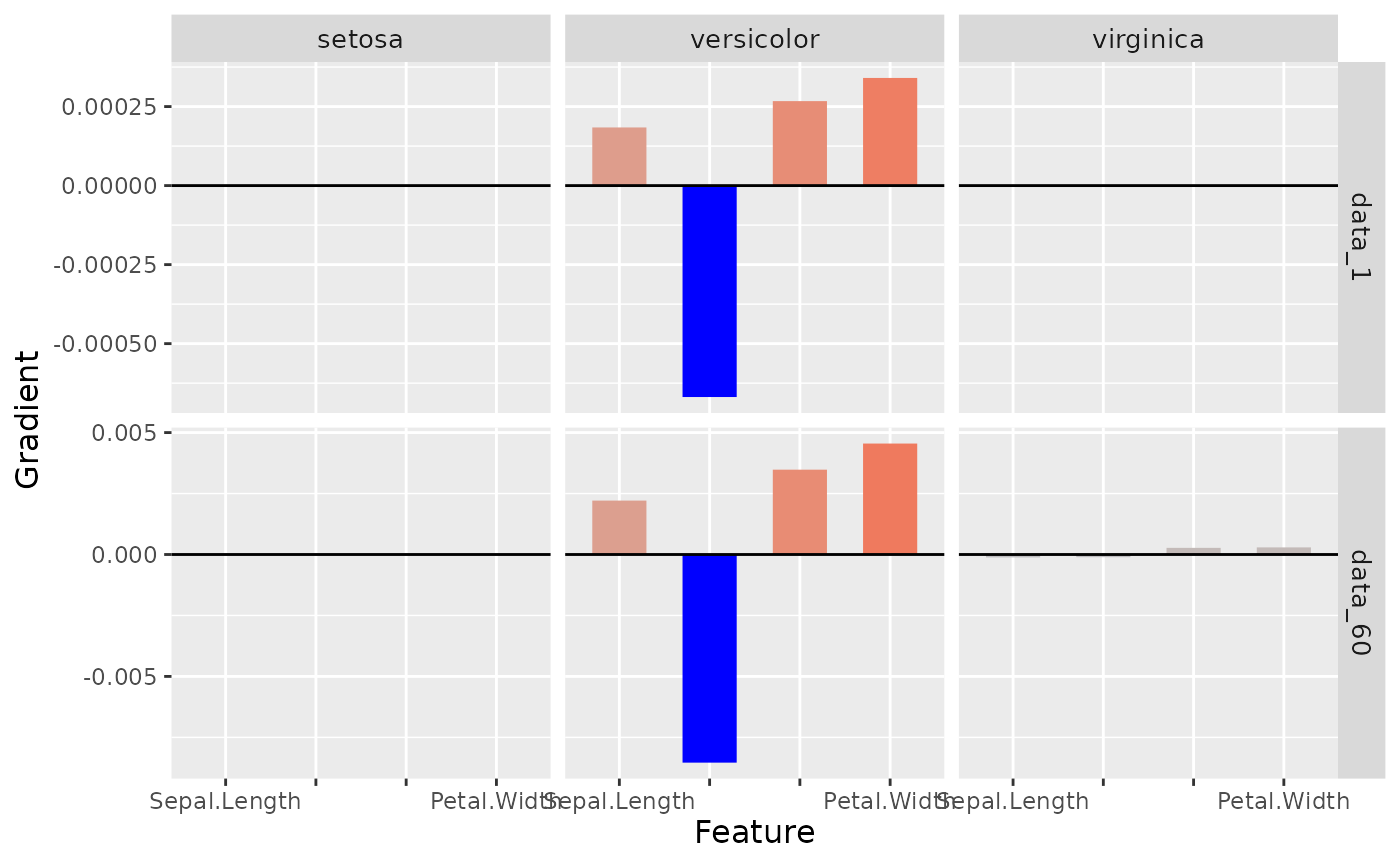 setosa
versicolor
virginica
0.00025
0.00000
-0.00025
-0.00050
data_1
Gradient
0.005
0.000
-0.005
data_60
Sepal.Length
Petal.Width
Sepal.Length
Petal.Width
Sepal.Length
Petal.Width
Feature